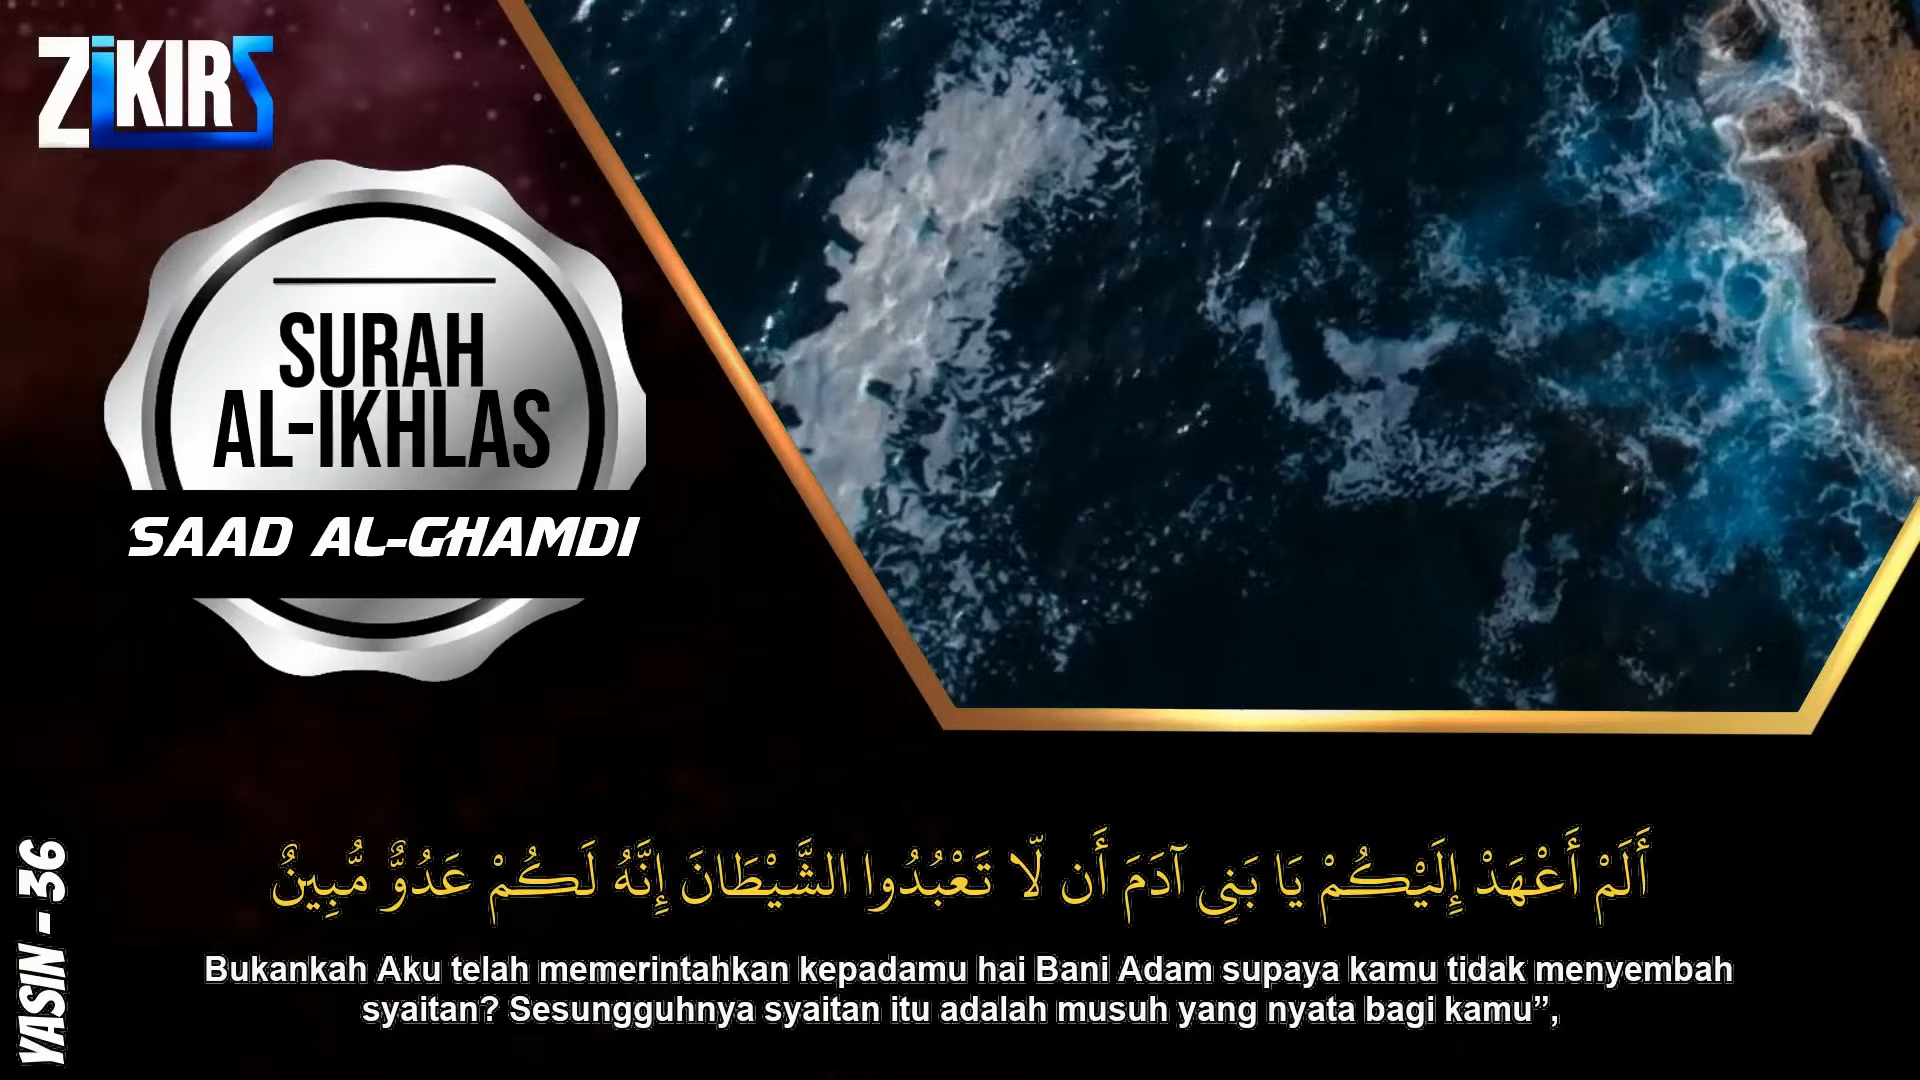 ZIKIRS
SURAH
AL-IKHLAS
SAAD AL-GHAMDI
أَلَمْ أَعْهَدْ إِلَيْكُمْ يَا بَنِي آدَمَ أَن لَّا تَعْبُدُوا الشَّيْطَانَ إِنَّهُ لَكُمْ عَدُوٌّ مُّبِينٌ
Bukankah Aku telah memerintahkan kepadamu hai Bani Adam supaya kamu tidak menyembah
syaitan? Sesungguhnya syaitan itu adalah musuh yang nyata bagi kamu”,
YASIN - 36